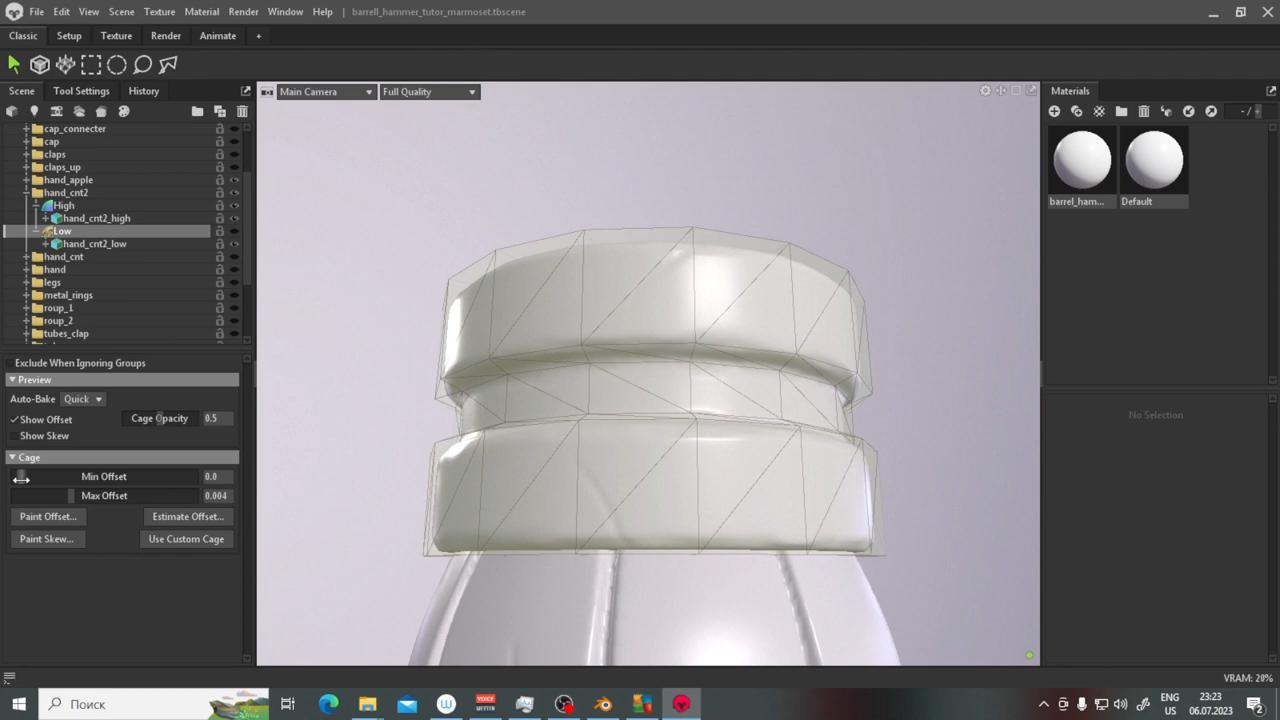 File Edit View Scene Texture Material Render Window Help barrell_hammer_tutor_marmoset.tbscene
Classic Setup Texture Render Animate +
Scene Tool Settings History
Main Camera Full Quality
Materials
cap_connecter
cap
claps
claps_up
hand_apple
hand_cnt2
High
hand_cnt2_high
Low
hand_cnt2_low
hand_cnt
hand
legs
metal_rings
roup_1
roup_2
tubes_clap
barrel_ham... Default
Exclude When Ignoring Groups
Preview
Auto-Bake Quick
Show Offset Cage Opacity 0.5
Show Skew
Cage
Min Offset 0.0
Max Offset 0.004
Paint Offset... Estimate Offset...
Paint Skew... Use Custom Cage
No Selection
VRAM: 20%
Поиск
VOICE
ENG
US
23:23
06.07.2023
2